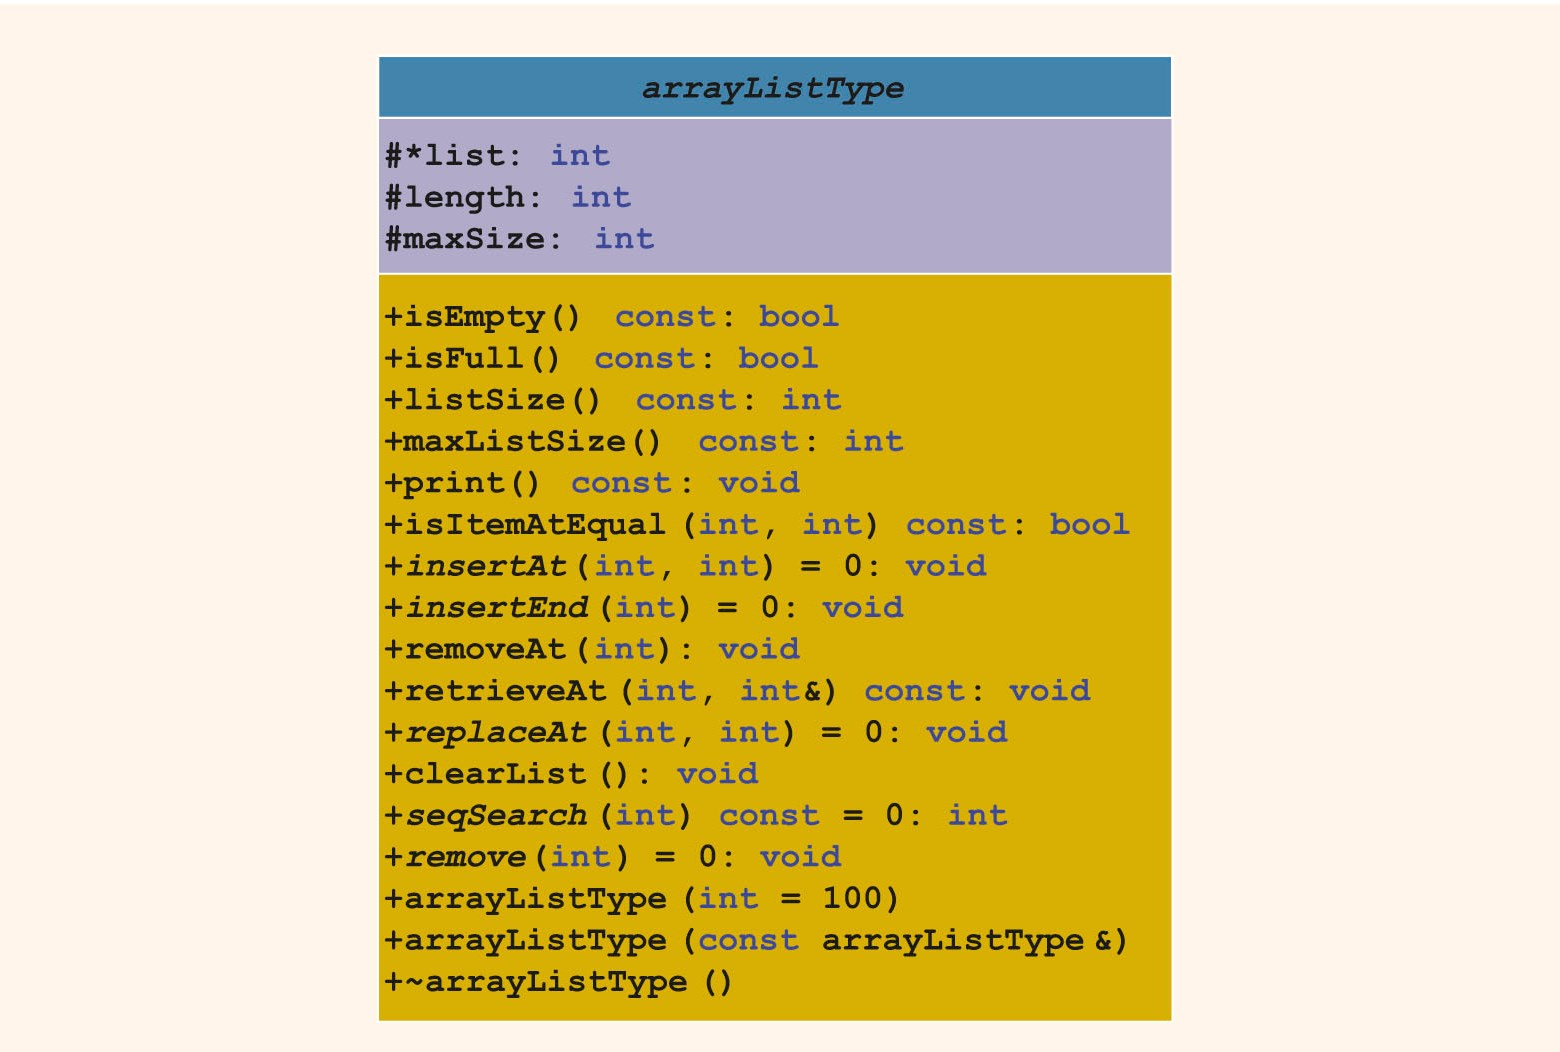 arrayListType
#*list: int
#length: int
#maxSize: int
+isEmpty() const: bool
+isFull() const: bool
+listSize() const: int
+maxListSize() const: int
+print() const: void
+isItemAtEqual(int, int) const: bool
+insertAt(int, int) = 0: void
+insertEnd(int) = 0: void
+removeAt(int): void
+retrieveAt(int, int&) const: void
+replaceAt(int, int) = 0: void
+clearList(): void
+seqSearch(int) const = 0: int
+remove(int) = 0: void
+arrayListType(int = 100)
+arrayListType(const arrayListType&)
+~arrayListType()